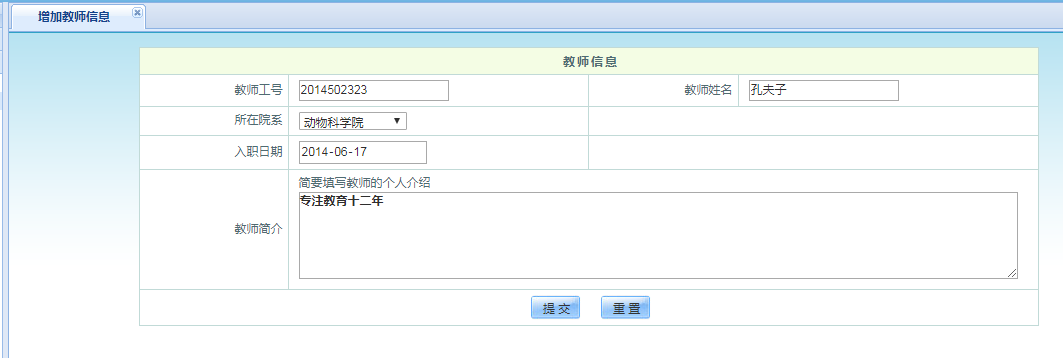 增加教师信息
教师信息
教师工号 2014502323 教师姓名 孔夫子
所在院系 动物科学院
入职日期 2014-06-17
简要填写教师的个人介绍
教师简介 专注教育十二年
提 交 重 置